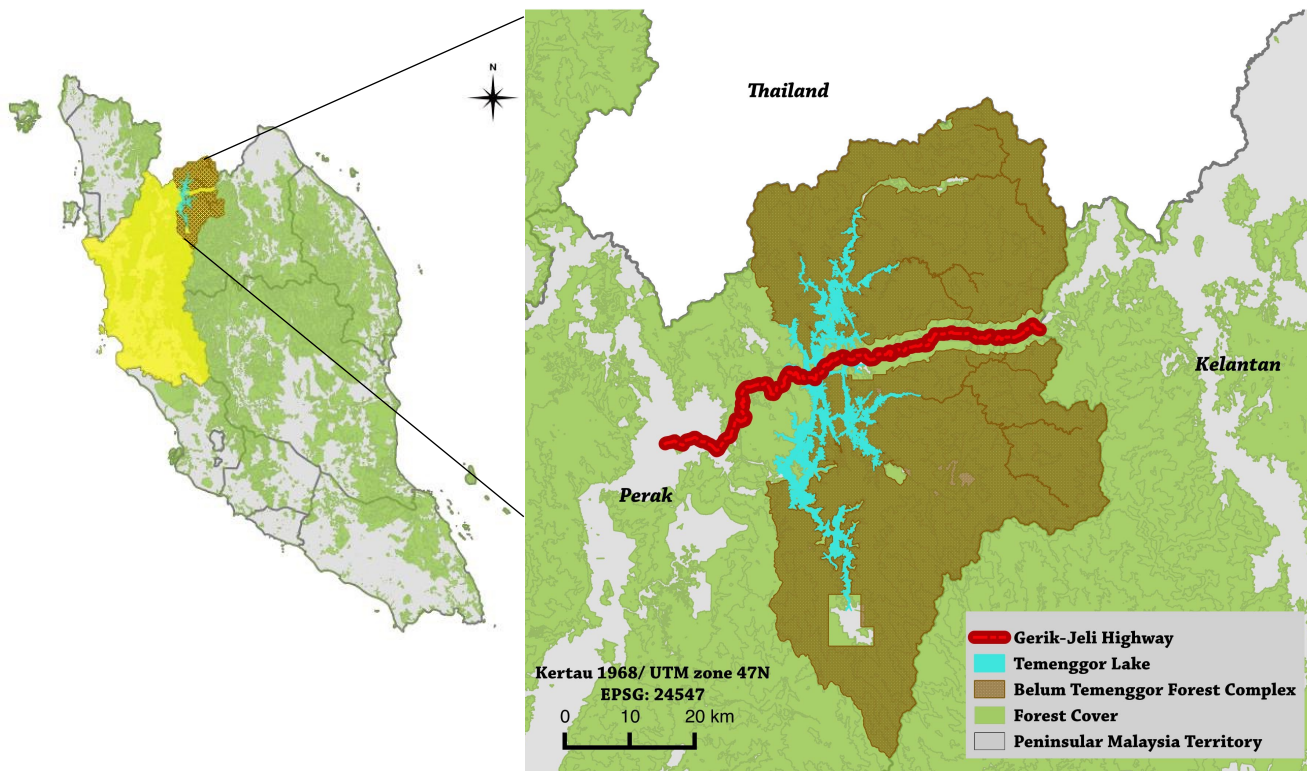 N
Thailand
Kelantan
Perak
Gerik-Jeli Highway
Temenggor Lake
Belum Temenggor Forest Complex
Forest Cover
Peninsular Malaysia Territory
Kertau 1968/ UTM zone 47N
EPSG: 24547
0 10 20 km